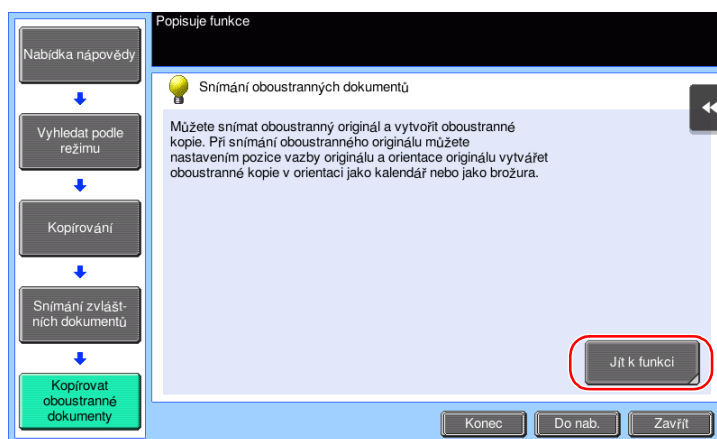 Popisuje funkce
Nabídka nápovědy
Vyhledat podle
režimu
Kopírování
Snímání zvlášt-
ních dokumentů
Kopírovat
oboustranné
dokumenty
Snímání oboustranných dokumentů
Můžete snímat oboustranný originál a vytvořit oboustranné
kopie. Při snímání oboustranného originálu můžete
nastavením pozice vazby originálu a orientace originálu vytvářet
oboustranné kopie v orientaci jako kalendář nebo jako brožura.
Jít k funkci
Konec
Do nab.
Zavřít